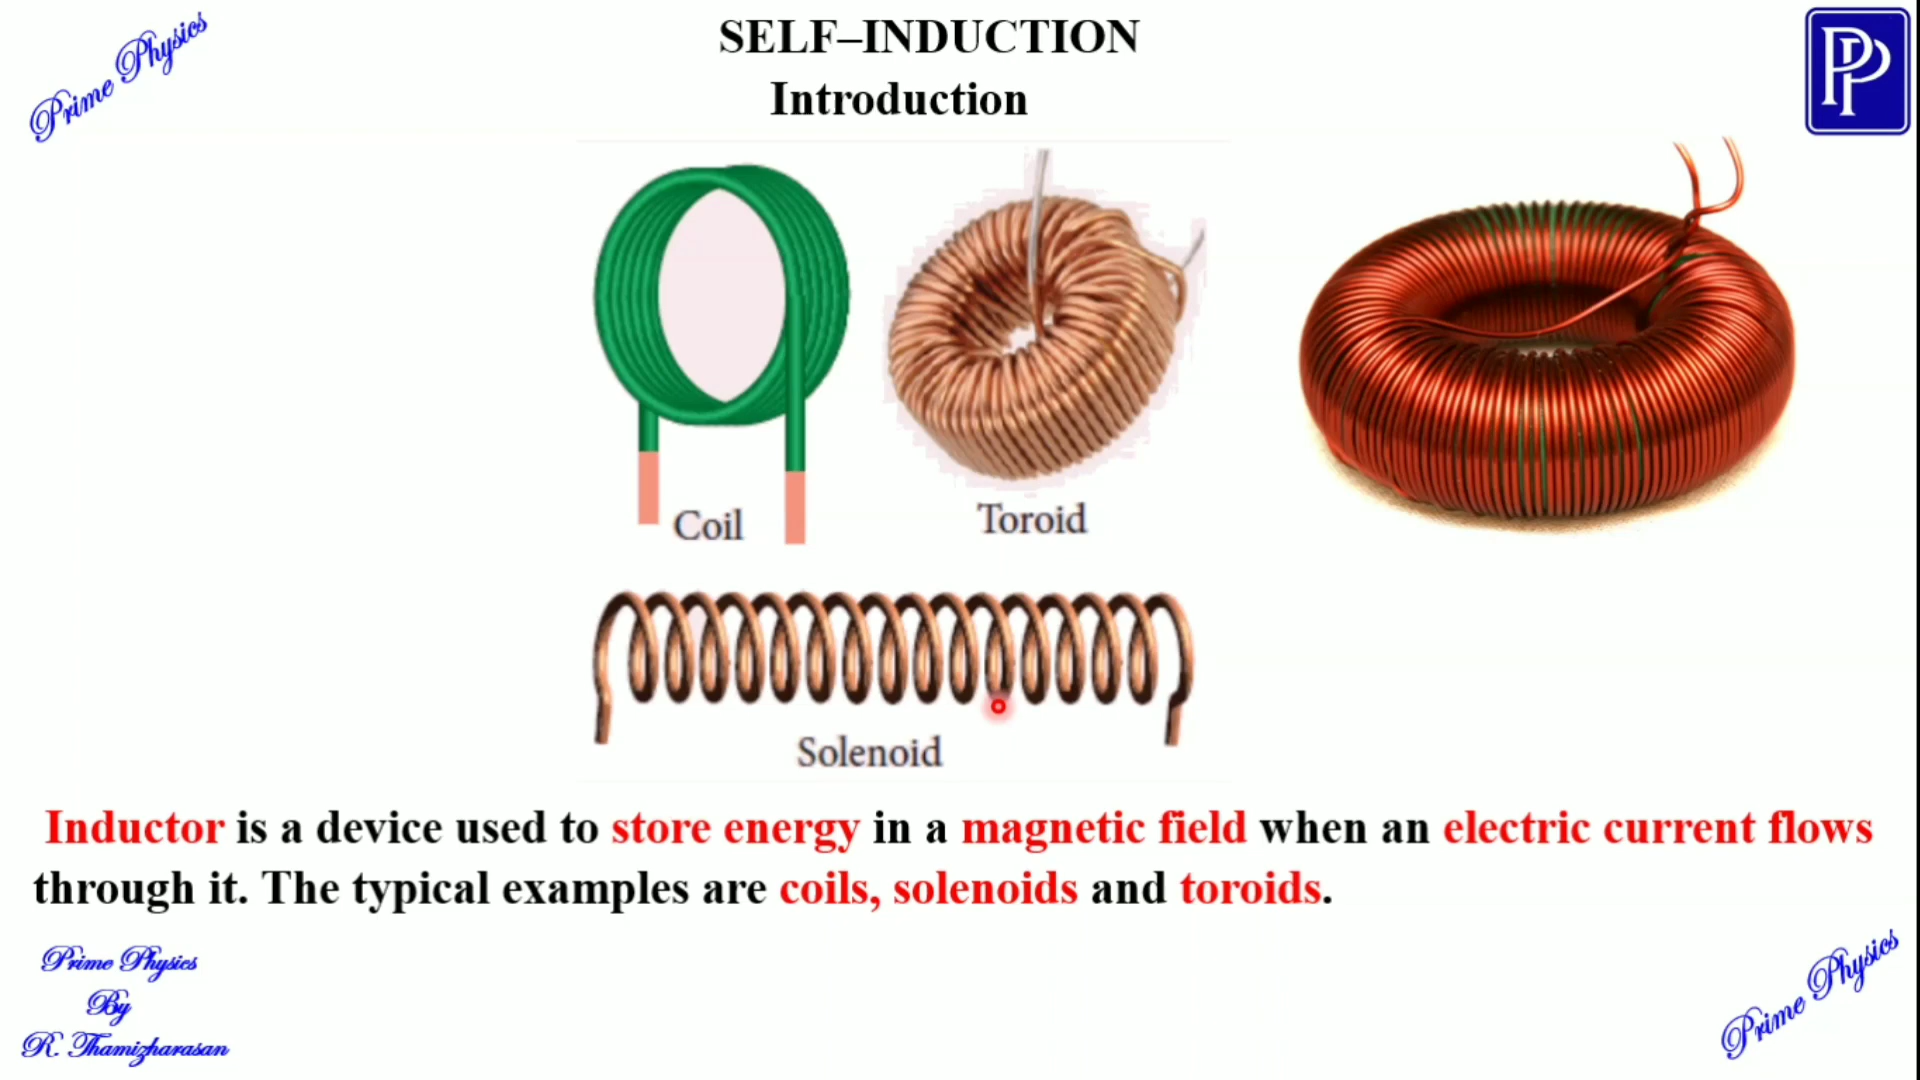 Prime Physics
SELF–INDUCTION
Introduction
PP
Coil
Toroid
Solenoid
Inductor is a device used to store energy in a magnetic field when an electric current flows
through it. The typical examples are coils, solenoids and toroids.
Prime Physics
By
R. Thamizharasan
Prime Physics